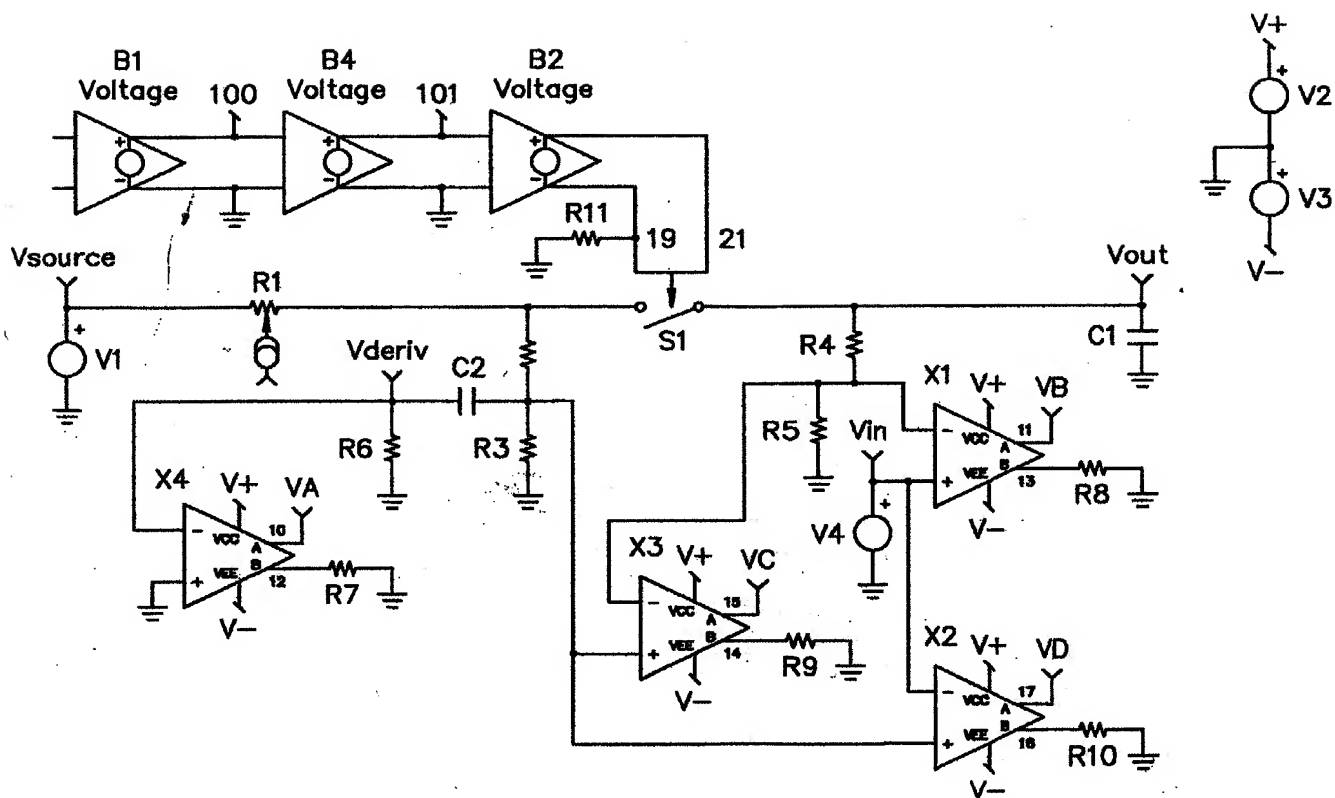 B1
Voltage
100
B4
Voltage
101
B2
Voltage
V+
+
V2
+
V3
V-
+
-
+
-
+
-
R11
19
21
Vsource
R1
S1
Vout
+
V1
Vderiv
C2
R4
C1
R6
R3
R5
Vin
X1
V+
VB
-
VCC
A
11
+
VEE
B
13
V-
R8
X4
V+
VA
-
VCC
A
10
+
VEE
B
12
V-
R7
+
V4
X3
V+
VC
-
VCC
A
15
+
VEE
B
14
V-
R9
X2
V+
VD
-
VCC
A
17
+
VEE
B
16
V-
R10